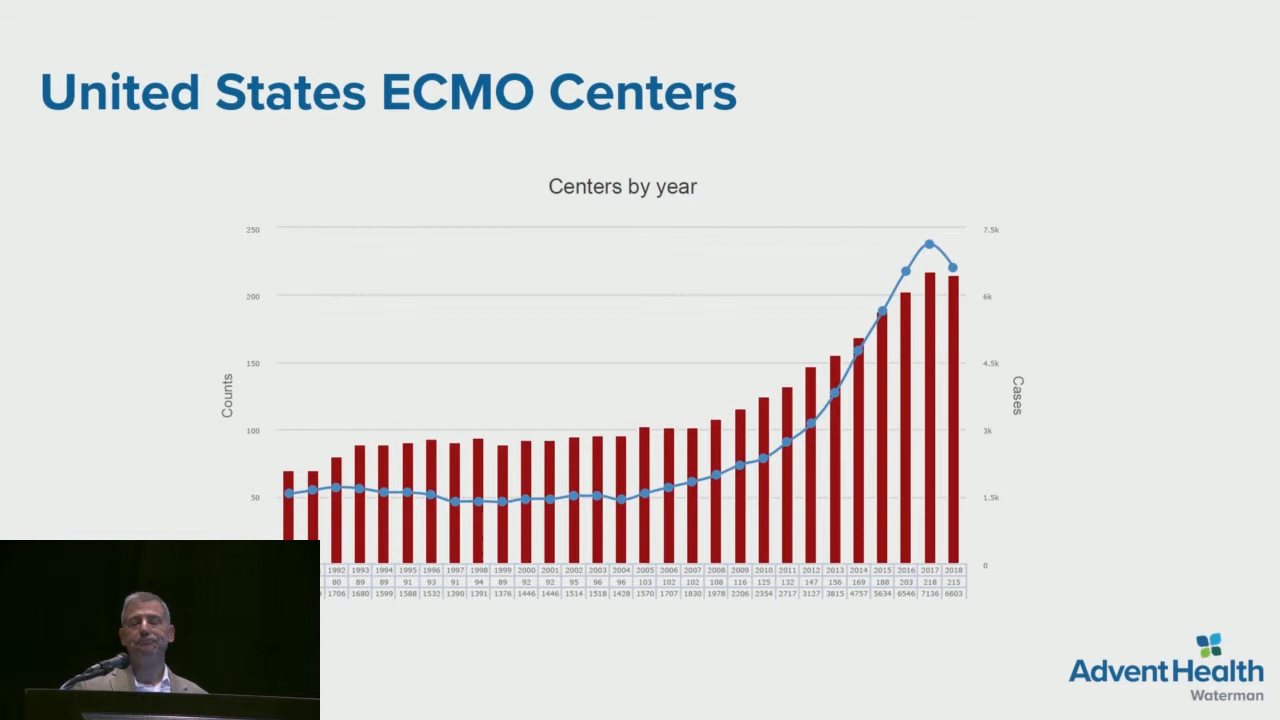 United States ECMO Centers
Centers by year
250 7.5k
200 6k
150 4.5k
Counts Cases
100 3k
50 1.5k
0
1992 1993 1994 1995 1996 1997 1998 1999 2000 2001 2002 2003 2004 2005 2006 2007 2008 2009 2010 2011 2012 2013 2014 2015 2016 2017 2018
80 89 89 91 93 91 94 89 92 92 95 96 96 103 102 102 108 116 125 132 147 156 169 188 203 218 215
1706 1680 1599 1588 1532 1390 1391 1376 1446 1446 1514 1518 1428 1570 1707 1830 1978 2206 2354 2717 3127 3815 4757 5634 6546 7136 6603
AdventHealth
Waterman